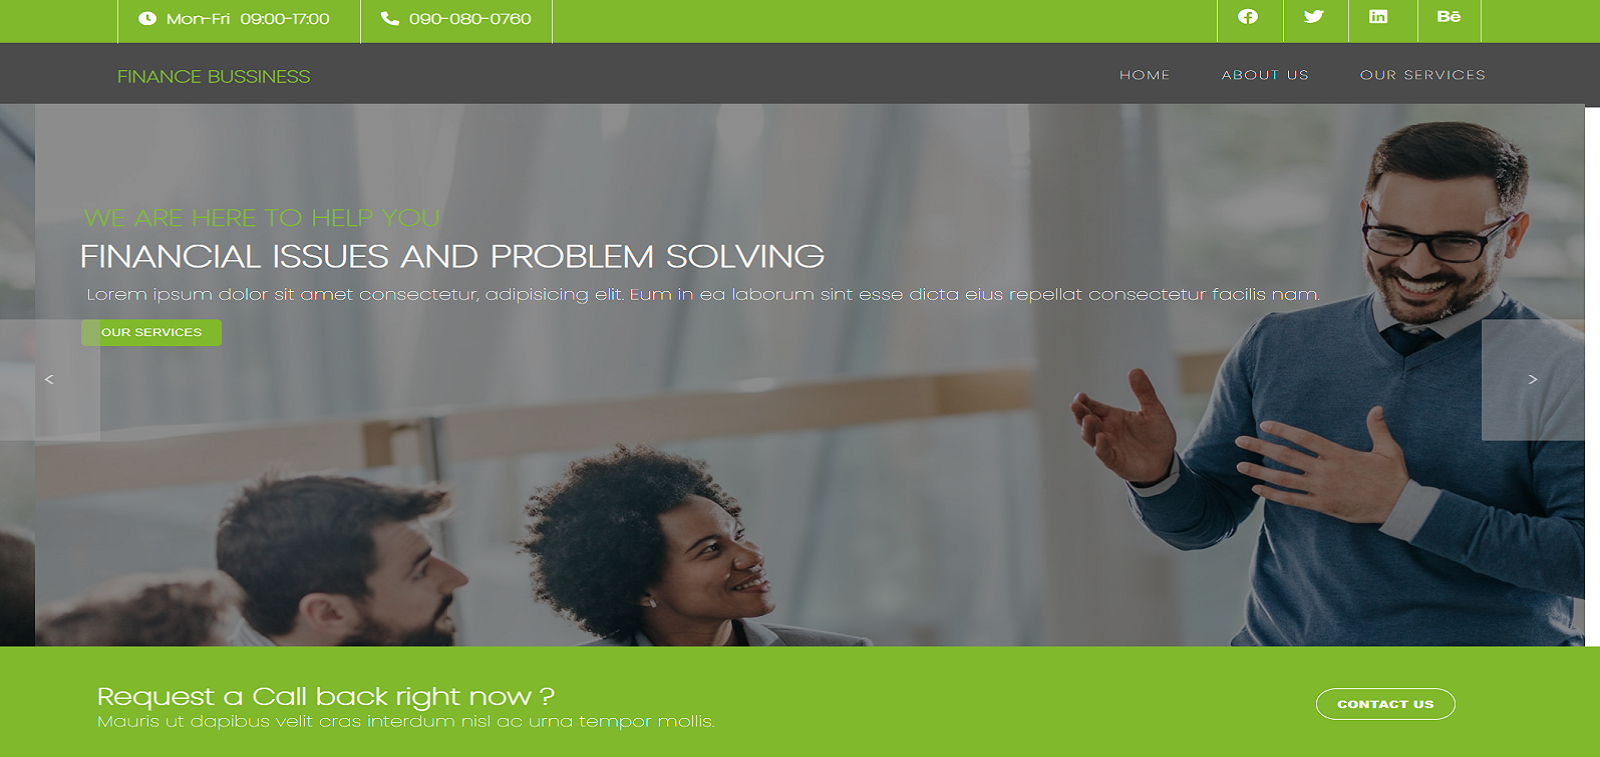 Mon-Fri 09:00-17:00
090-080-0760
Bē
FINANCE BUSSINESS
HOME
ABOUT US
OUR SERVICES
WE ARE HERE TO HELP YOU
FINANCIAL ISSUES AND PROBLEM SOLVING
Lorem ipsum dolor sit amet consectetur, adipisicing elit. Eum in ea laborum sint esse dicta eius repellat consectetur facilis nam.
OUR SERVICES
<
>
Request a Call back right now ?
Mauris ut dapibus velit cras interdum nisl ac urna tempor mollis.
CONTACT US